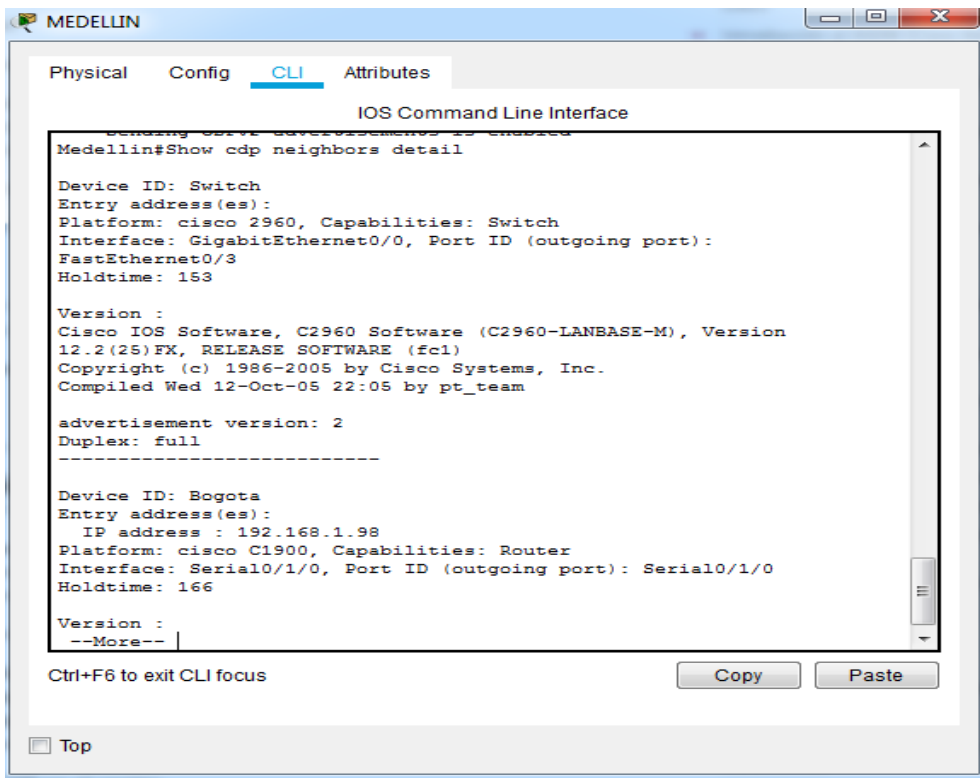 MEDELLIN
Physical Config CLI Attributes
IOS Command Line Interface
Sending CDPv2 advertisements is enabled
Medellin#Show cdp neighbors detail
Device ID: Switch
Entry address(es):
Platform: cisco 2960, Capabilities: Switch
Interface: GigabitEthernet0/0, Port ID (outgoing port):
FastEthernet0/3
Holdtime: 153
Version :
Cisco IOS Software, C2960 Software (C2960-LANBASE-M), Version
12.2(25)FX, RELEASE SOFTWARE (fc1)
Copyright (c) 1986-2005 by Cisco Systems, Inc.
Compiled Wed 12-Oct-05 22:05 by pt_team
advertisement version: 2
Duplex: full
---------------------------
Device ID: Bogota
Entry address(es):
IP address : 192.168.1.98
Platform: cisco C1900, Capabilities: Router
Interface: Serial0/1/0, Port ID (outgoing port): Serial0/1/0
Holdtime: 166
Version :
--More--
Ctrl+F6 to exit CLI focus
Copy Paste
Top